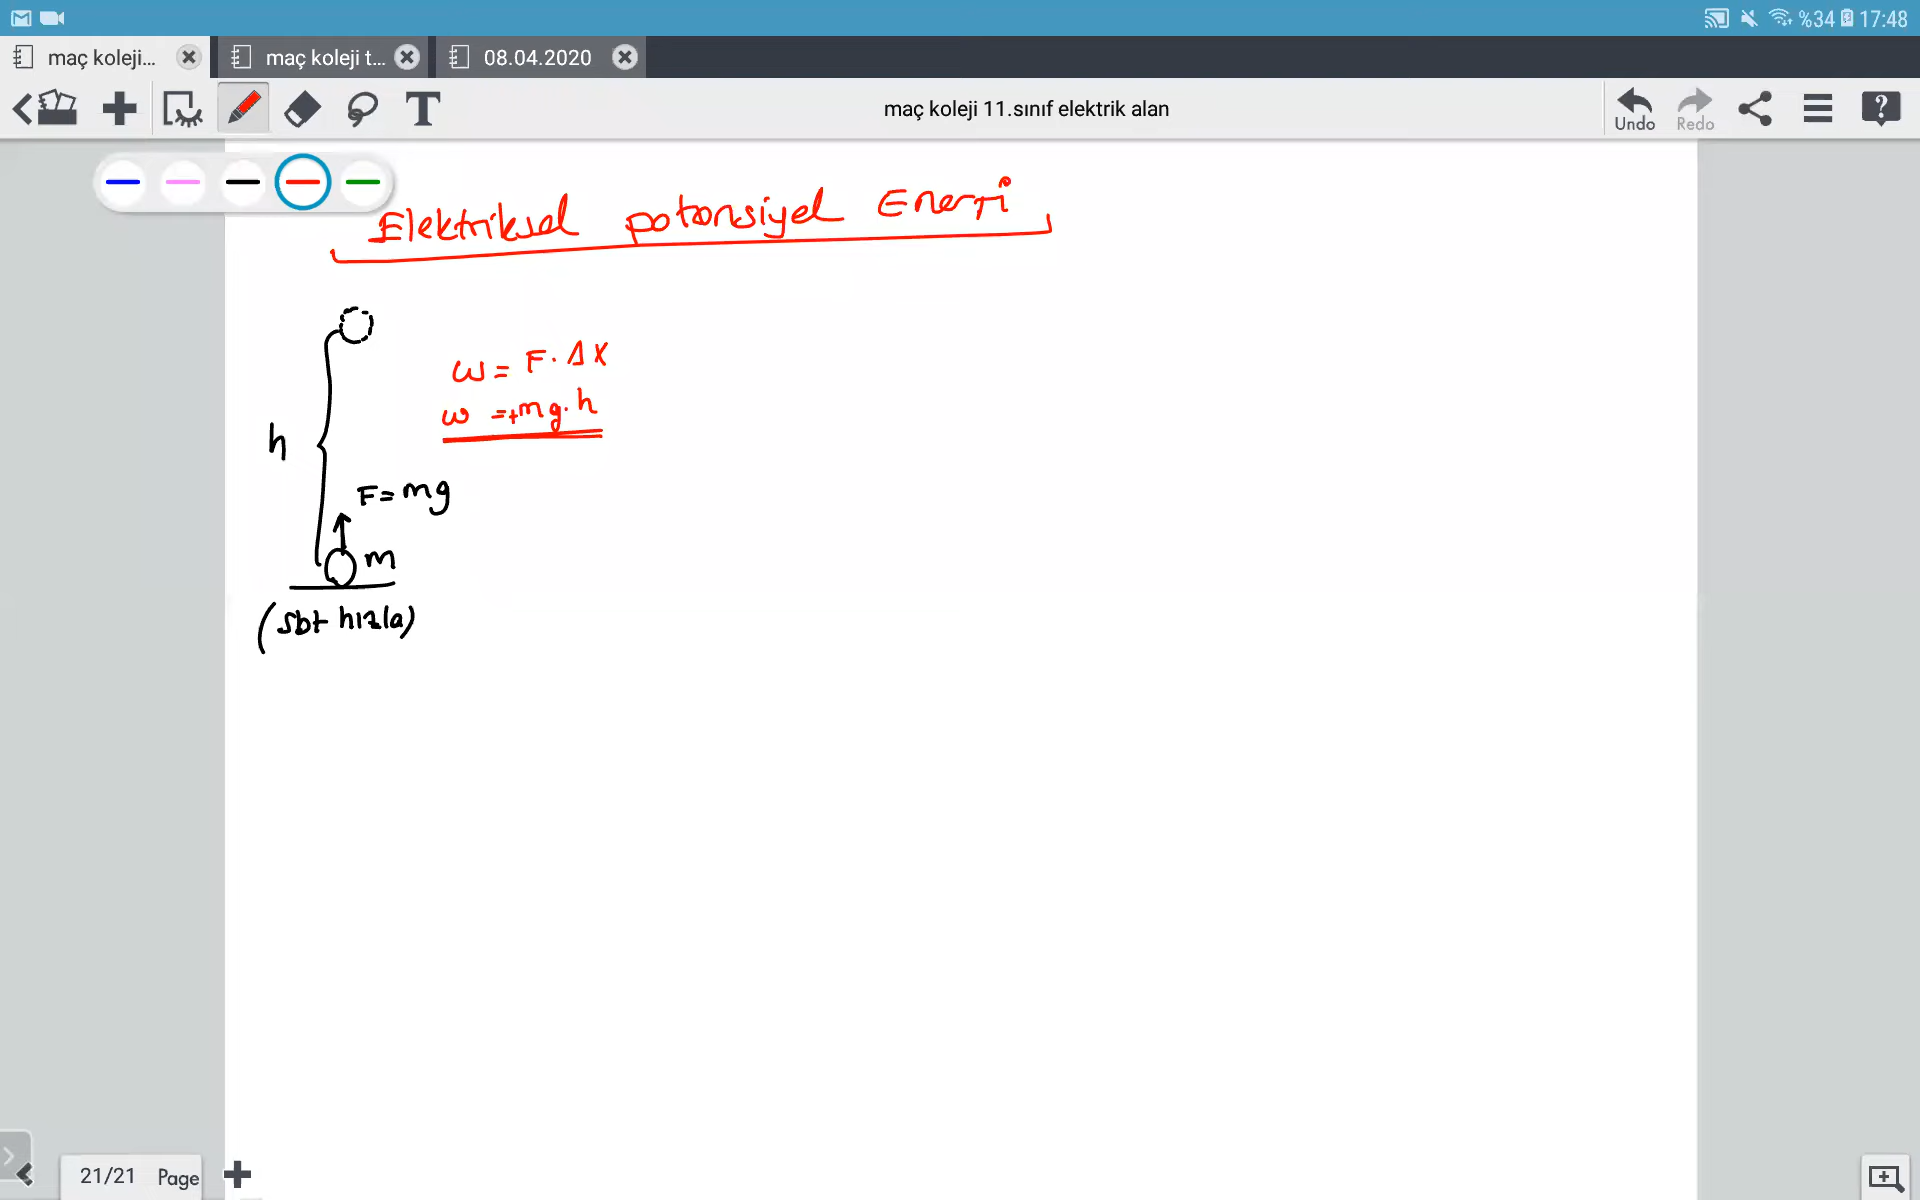 %34 17:48
maç koleji... maç koleji t... 08.04.2020
T maç koleji 11.sınıf elektrik alan Undo Redo ?
Elektriksel potansiyel Enerji
W = F. Δ X
W = +mg. h
h
F = mg
m
(sbt hızla)
21/21 Page